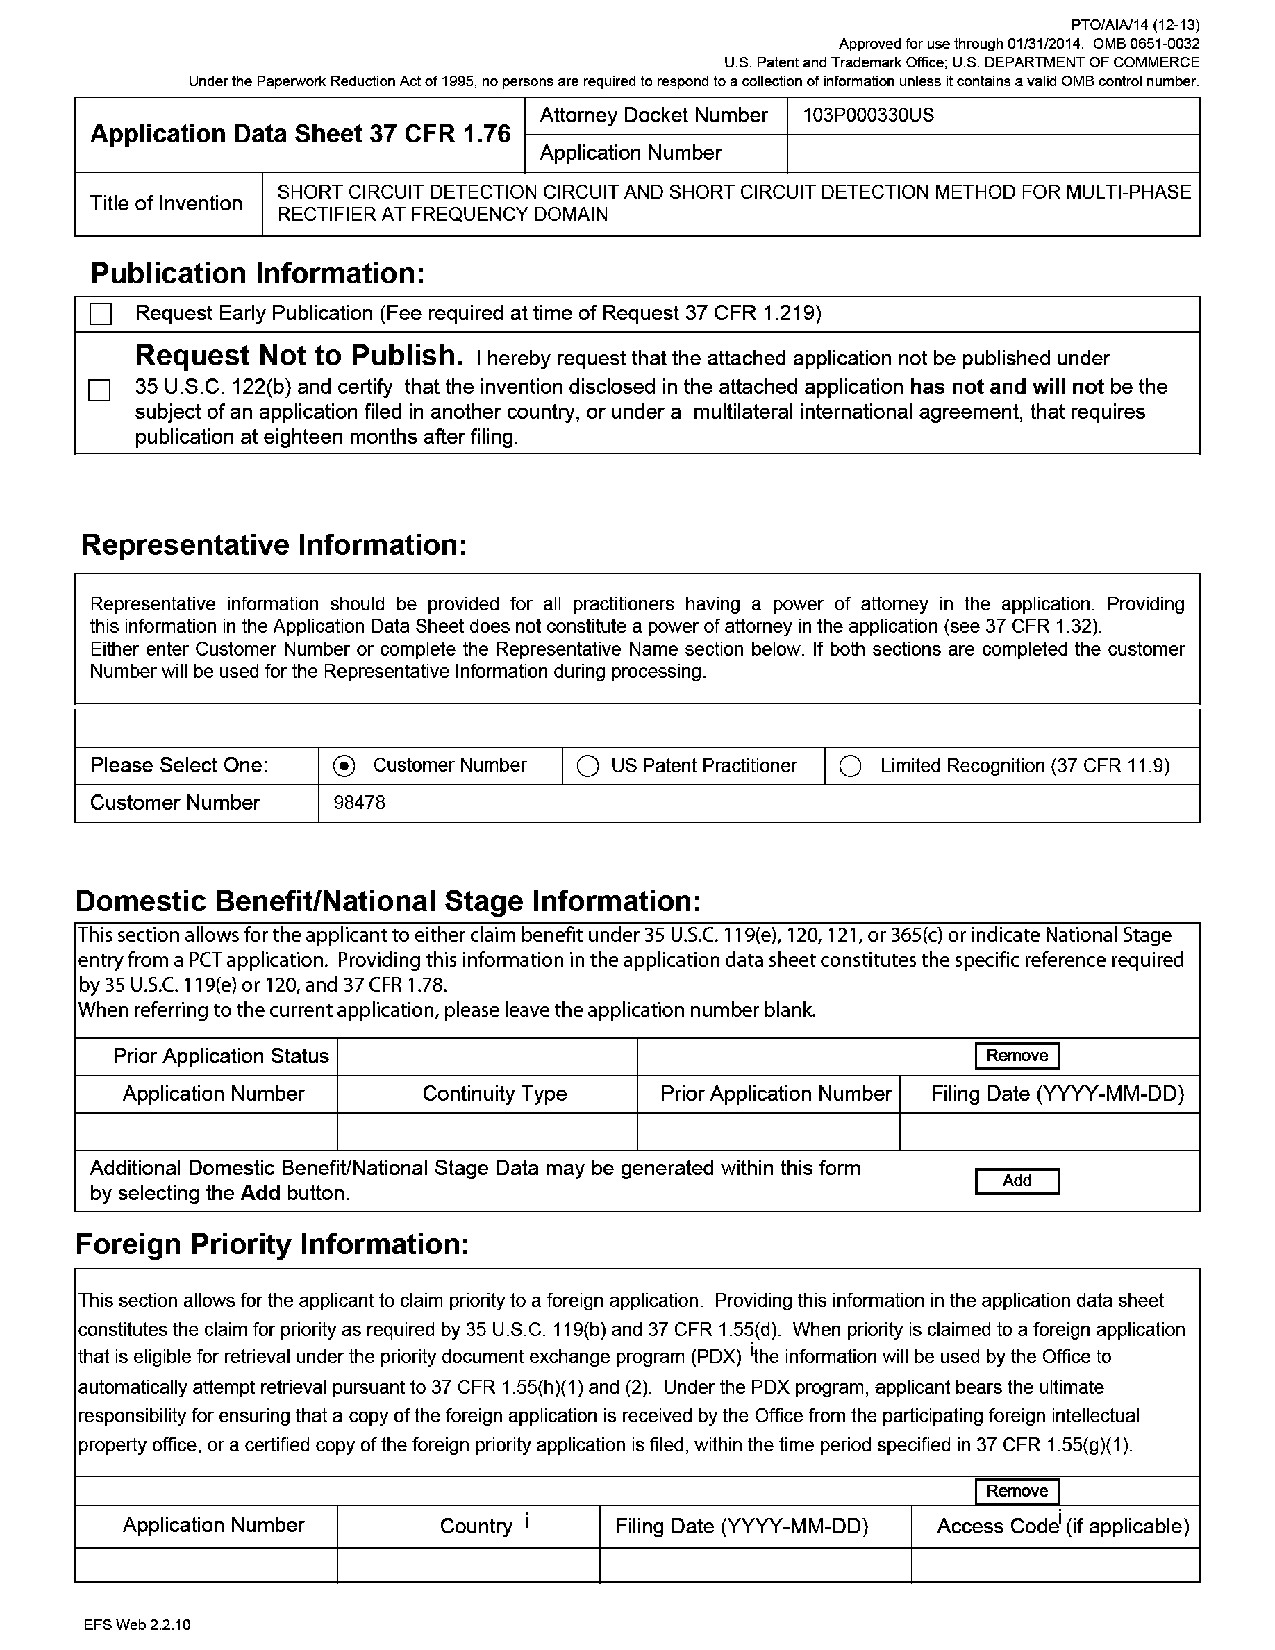 PTO/AIA/14 (12-13)
Approved for use through 01/31/2014. OMB 0651-0032
U.S. Patent and Trademark Office; U.S. DEPARTMENT OF COMMERCE
Under the Paperwork Reduction Act of 1995, no persons are required to respond to a collection of information unless it contains a valid OMB control number.
Application Data Sheet 37 CFR 1.76
Attorney Docket Number 103P000330US
Application Number
Title of Invention
SHORT CIRCUIT DETECTION CIRCUIT AND SHORT CIRCUIT DETECTION METHOD FOR MULTI-PHASE
RECTIFIER AT FREQUENCY DOMAIN
Publication Information:
Request Early Publication (Fee required at time of Request 37 CFR 1.219)
Request Not to Publish. I hereby request that the attached application not be published under
35 U.S.C. 122(b) and certify that the invention disclosed in the attached application has not and will not be the
subject of an application filed in another country, or under a multilateral international agreement, that requires
publication at eighteen months after filing.
Representative Information:
Representative information should be provided for all practitioners having a power of attorney in the application. Providing
this information in the Application Data Sheet does not constitute a power of attorney in the application (see 37 CFR 1.32).
Either enter Customer Number or complete the Representative Name section below. If both sections are completed the customer
Number will be used for the Representative Information during processing.
Please Select One: Customer Number US Patent Practitioner Limited Recognition (37 CFR 11.9)
Customer Number 98478
Domestic Benefit/National Stage Information:
This section allows for the applicant to either claim benefit under 35 U.S.C. 119(e), 120, 121, or 365(c) or indicate National Stage
entry from a PCT application. Providing this information in the application data sheet constitutes the specific reference required
by 35 U.S.C. 119(e) or 120, and 37 CFR 1.78.
When referring to the current application, please leave the application number blank.
Prior Application Status Remove
Application Number Continuity Type Prior Application Number Filing Date (YYYY-MM-DD)
Additional Domestic Benefit/National Stage Data may be generated within this form
by selecting the Add button.
Add
Foreign Priority Information:
This section allows for the applicant to claim priority to a foreign application. Providing this information in the application data sheet
constitutes the claim for priority as required by 35 U.S.C. 119(b) and 37 CFR 1.55(d). When priority is claimed to a foreign application
that is eligible for retrieval under the priority document exchange program (PDX) i the information will be used by the Office to
automatically attempt retrieval pursuant to 37 CFR 1.55(h)(1) and (2). Under the PDX program, applicant bears the ultimate
responsibility for ensuring that a copy of the foreign application is received by the Office from the participating foreign intellectual
property office, or a certified copy of the foreign priority application is filed, within the time period specified in 37 CFR 1.55(g)(1).
Remove
Application Number Country i Filing Date (YYYY-MM-DD) Access Code i (if applicable)
EFS Web 2.2.10